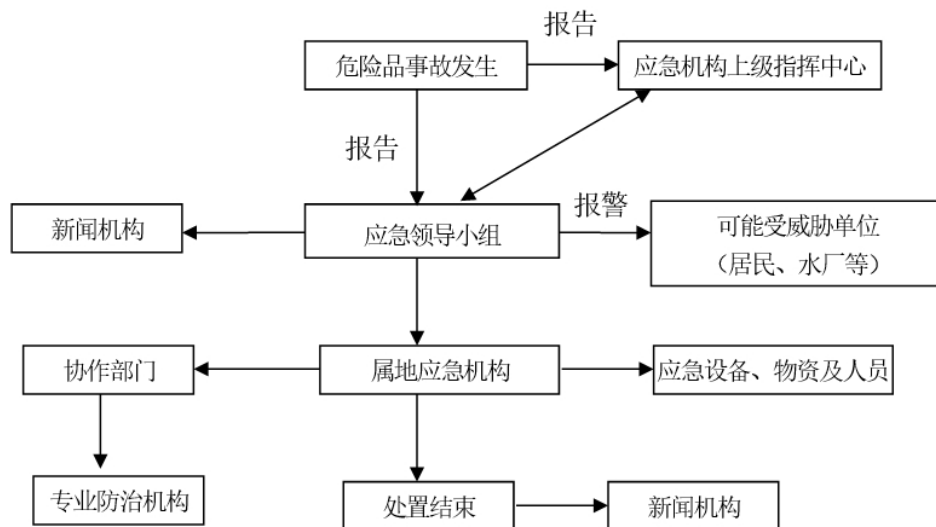 报告
危险品事故发生
应急机构上级指挥中心
报告
报警
新闻机构
应急领导小组
可能受威胁单位
（居民、水厂等）
协作部门
属地应急机构
应急设备、物资及人员
专业防治机构
处置结束
新闻机构